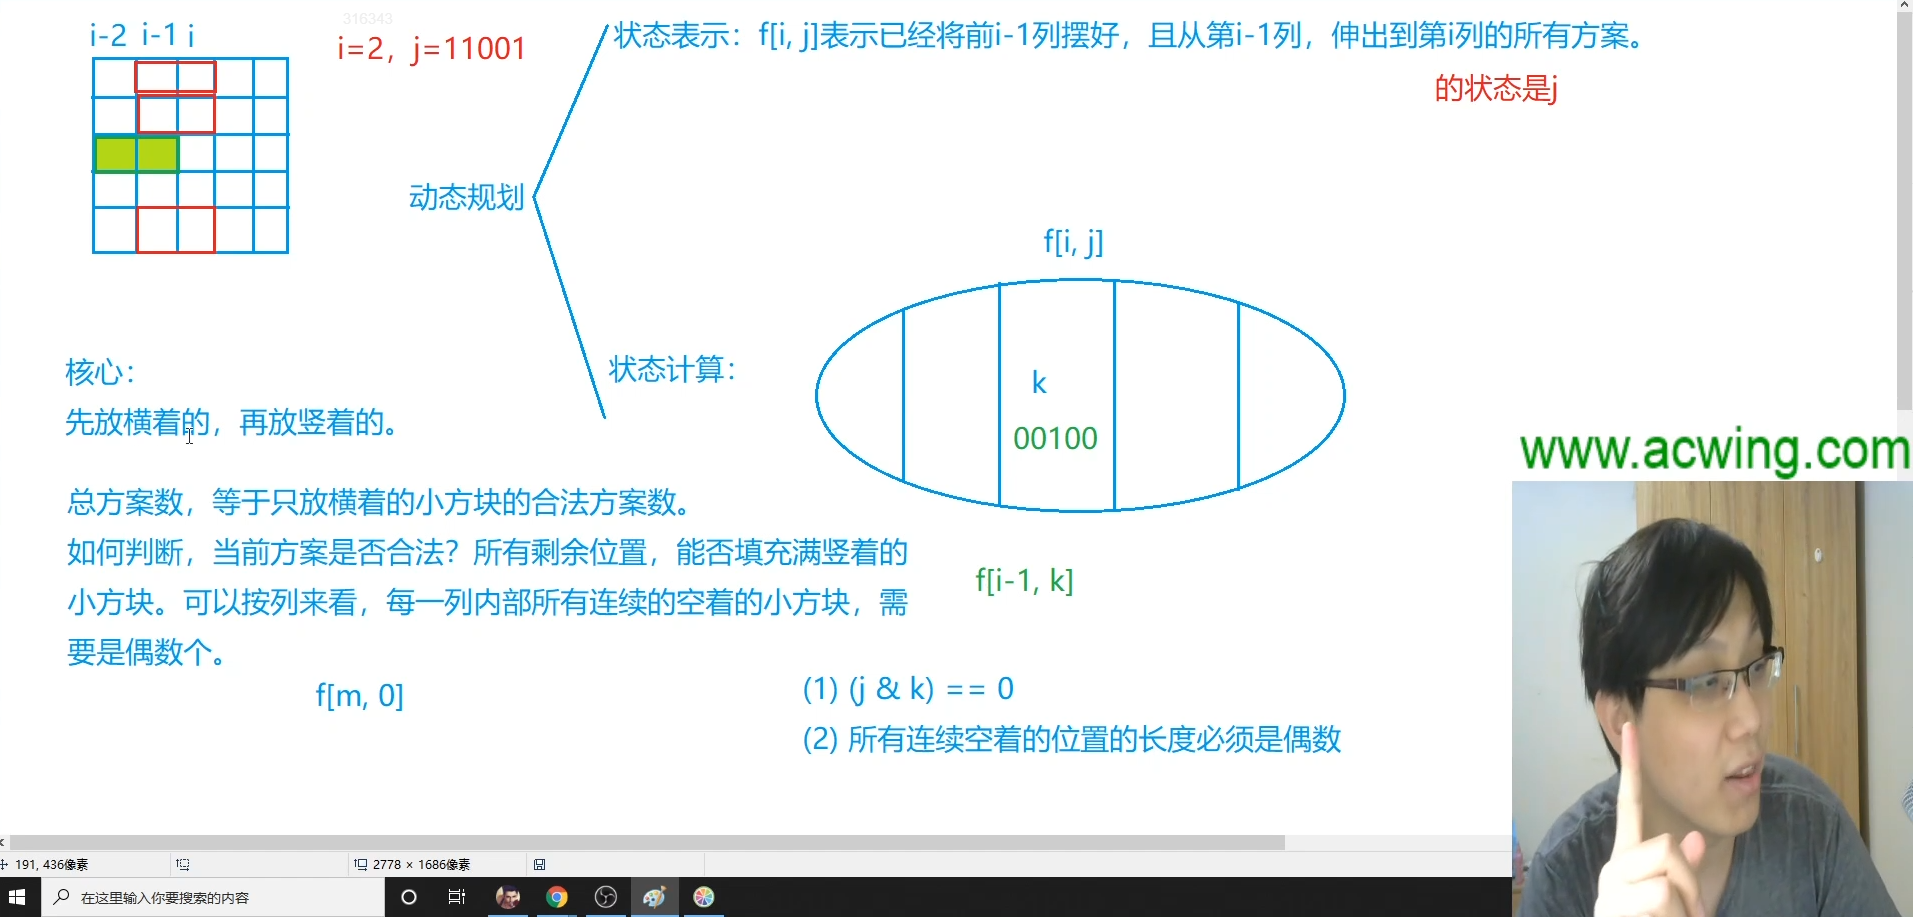 316343
i-2 i-1 i
i=2，j=11001
状态表示：f[i, j]表示已经将前i-1列摆好，且从第i-1列，伸出到第i列的所有方案。
的状态是j
动态规划
f[i, j]
核心：
状态计算：
k
先放横着的，再放竖着的。
00100
www.acwing.com
总方案数，等于只放横着的小方块的合法方案数。
如何判断，当前方案是否合法？所有剩余位置，能否填充满竖着的
小方块。可以按列来看，每一列内部所有连续的空着的小方块，需
要是偶数个。
f[i-1, k]
f[m, 0]
(1) (j & k) == 0
(2) 所有连续空着的位置的长度必须是偶数
191, 436像素
2778 × 1686像素
在这里输入你要搜索的内容